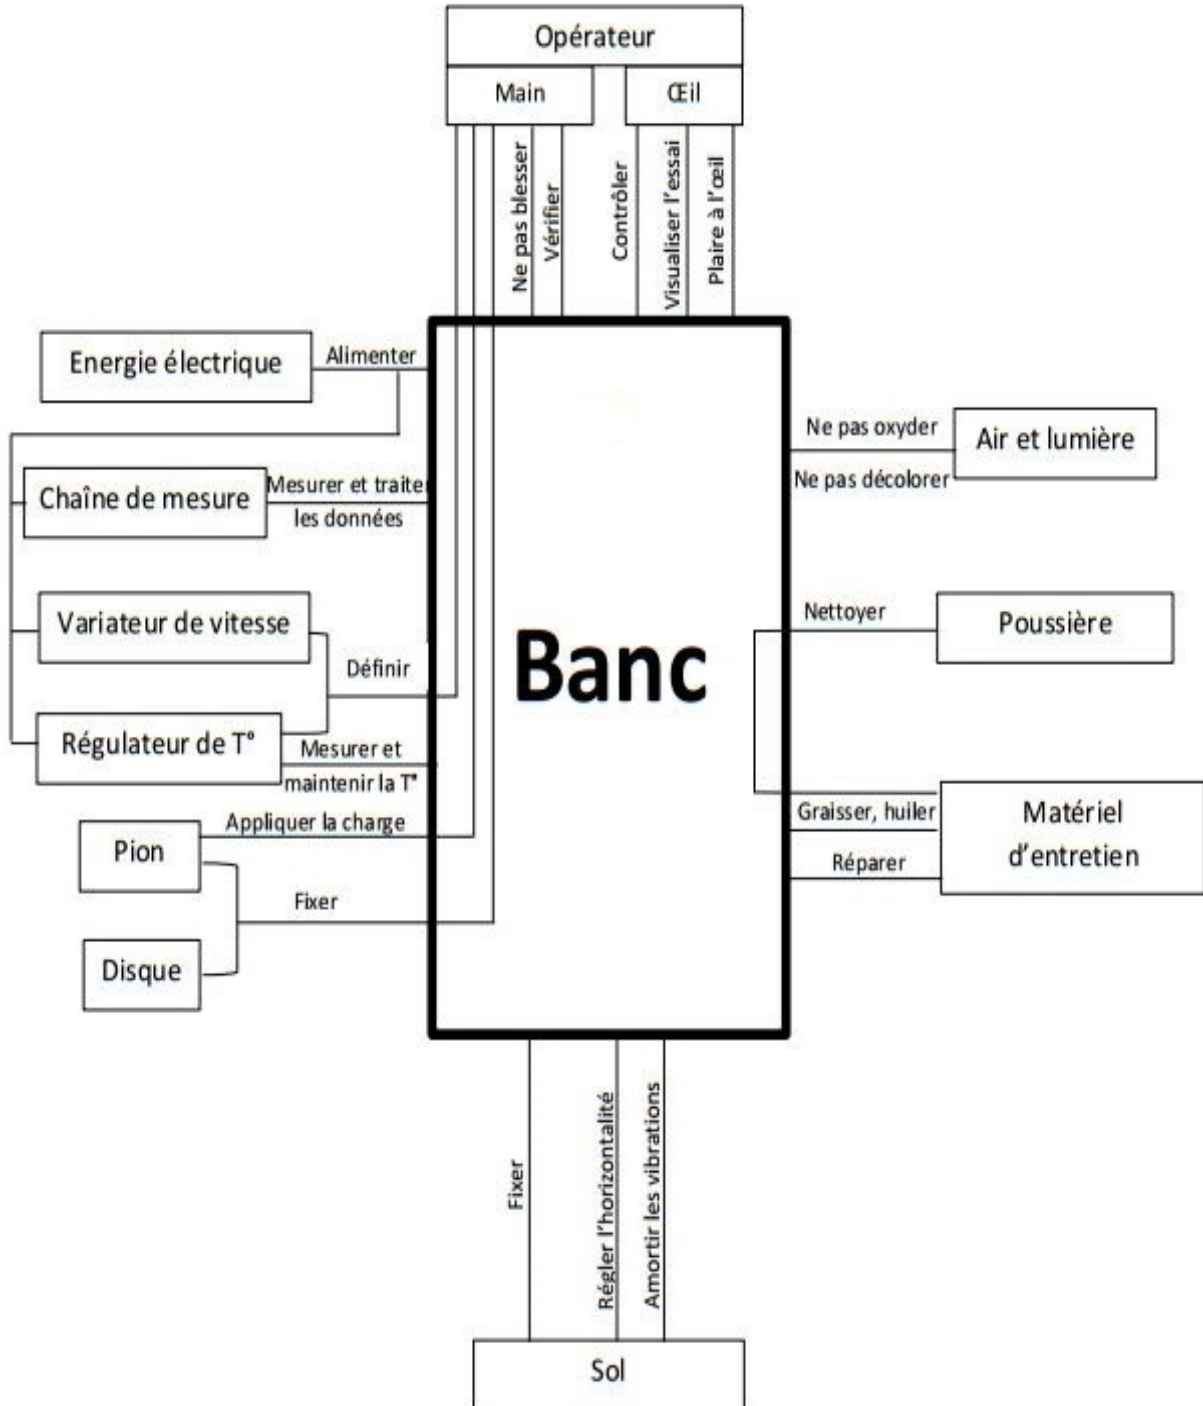 Opérateur
Main
Œil
Ne pas blesser
Vérifier
Contrôler
Visualiser l'essai
Plaire à l'œil
Energie électrique
Alimenter
Chaîne de mesure
Mesurer et traiter
les données
Variateur de vitesse
Définir
Régulateur de T°
Mesurer et
maintenir la T°
Pion
Appliquer la charge
Fixer
Disque
Banc
Ne pas oxyder
Air et lumière
Ne pas décolorer
Nettoyer
Poussière
Graisser, huiler
Matériel
d'entretien
Réparer
Fixer
Régler l'horizontalité
Amortir les vibrations
Sol